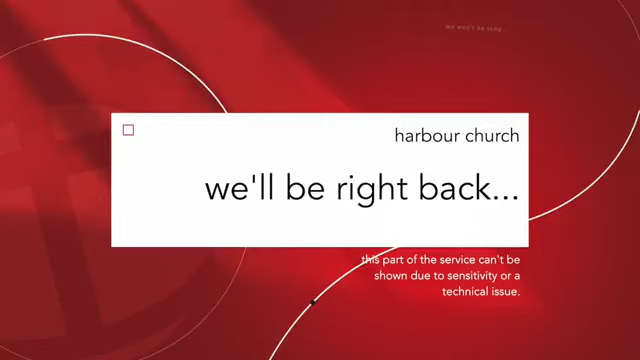 we won't be long...
harbour church
we'll be right back...
this part of the service can't be
shown due to sensitivity or a
technical issue.